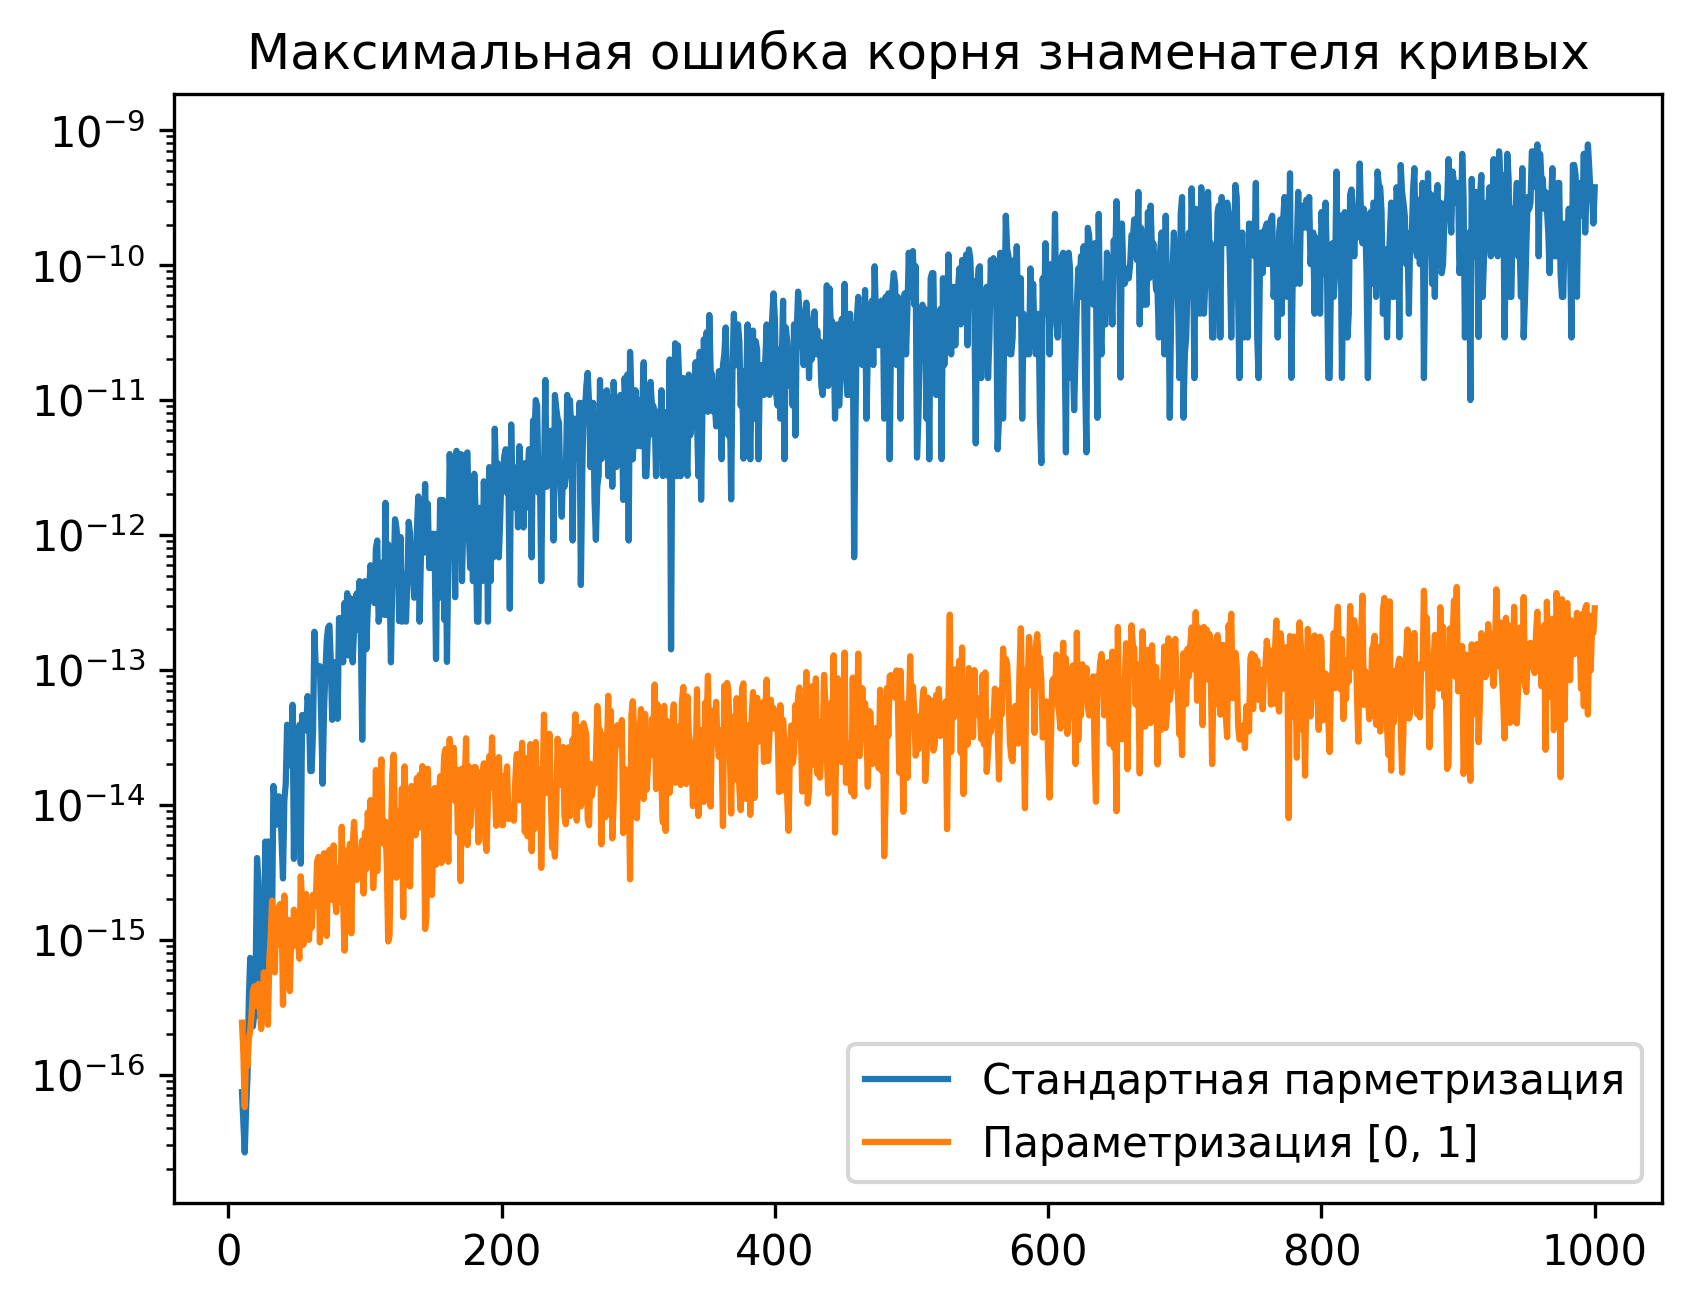 Максимальная ошибка корня знаменателя кривых
10⁻⁹
10⁻¹⁰
10⁻¹¹
10⁻¹²
10⁻¹³
10⁻¹⁴
10⁻¹⁵
10⁻¹⁶
Стандартная парметризация
Параметризация [0, 1]
0 200 400 600 800 1000